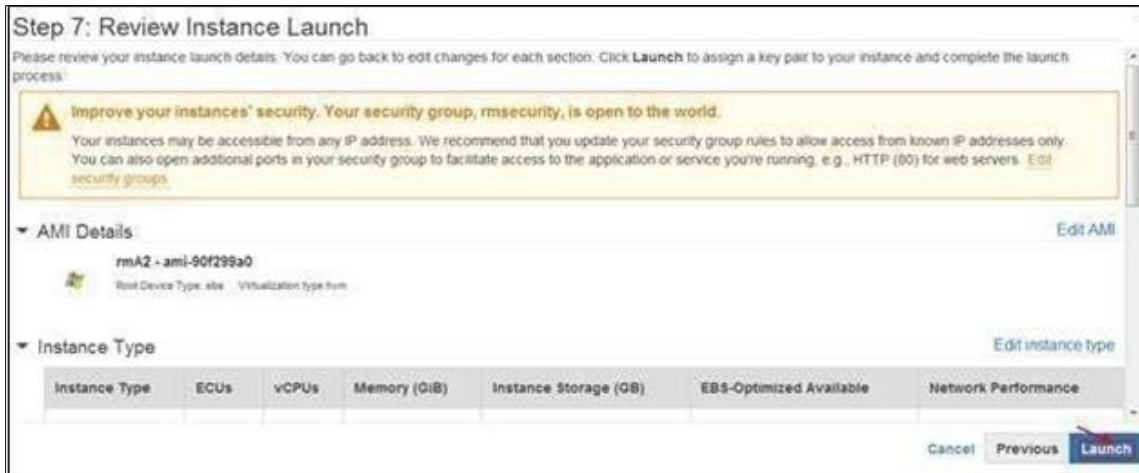 Step 7: Review Instance Launch
Please review your instance launch details. You can go back to edit changes for each section. Click Launch to assign a key pair to your instance and complete the launch
process.
Improve your instances' security. Your security group, rmsecurity, is open to the world.
Your instances may be accessible from any IP address. We recommend that you update your security group rules to allow access from known IP addresses only.
You can also open additional ports in your security group to facilitate access to the application or service you're running, e.g., HTTP (80) for web servers. Edit
security groups
AMI Details
Edit AMI
rmA2 - ami-90f299a0
Root Device Type: ebs Virtualization type: hvm
Instance Type
Edit instance type
Instance Type ECUs vCPUs Memory (GiB) Instance Storage (GB) EBS-Optimized Available Network Performance
Cancel Previous Launch